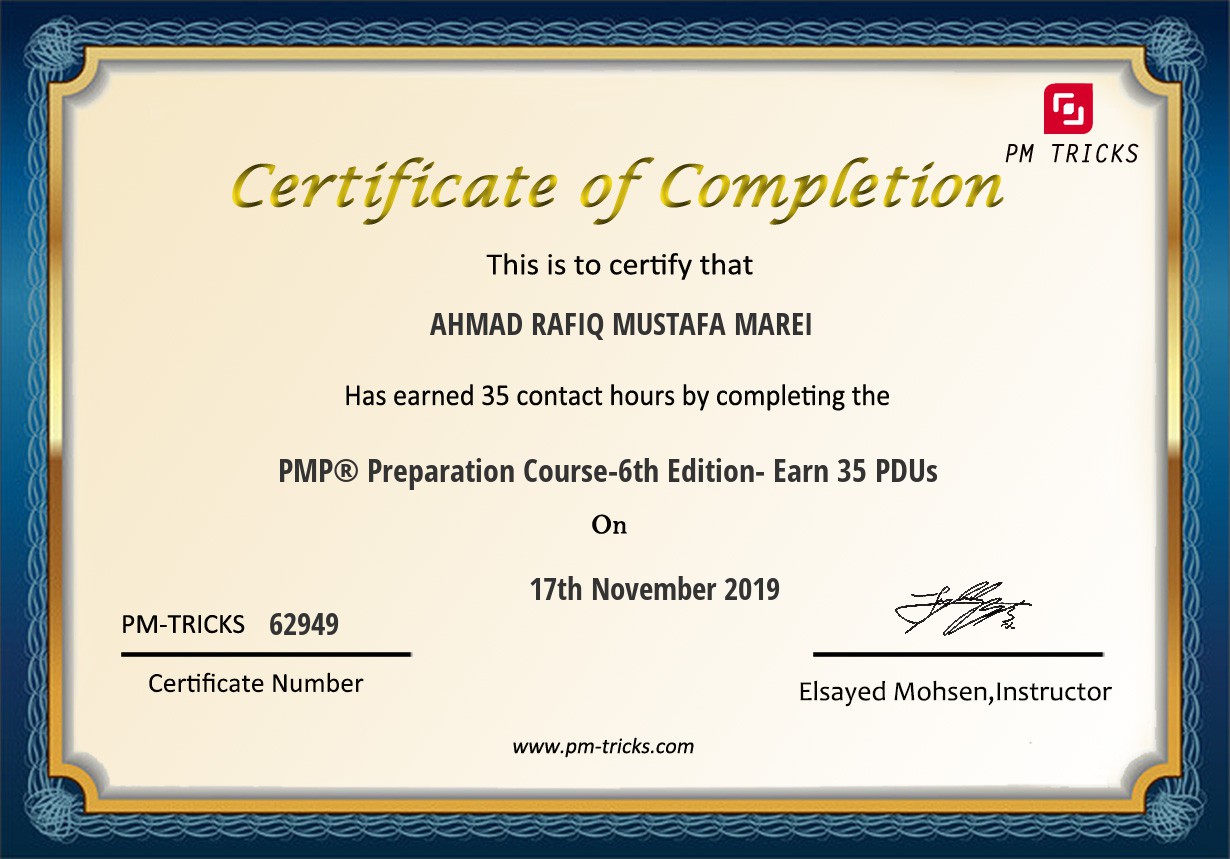 PM TRICKS
Certificate of Completion
This is to certify that
AHMAD RAFIQ MUSTAFA MAREI
Has earned 35 contact hours by completing the
PMP® Preparation Course-6th Edition- Earn 35 PDUs
On
17th November 2019
PM-TRICKS 62949
Certificate Number
Elsayed Mohsen,Instructor
www.pm-tricks.com